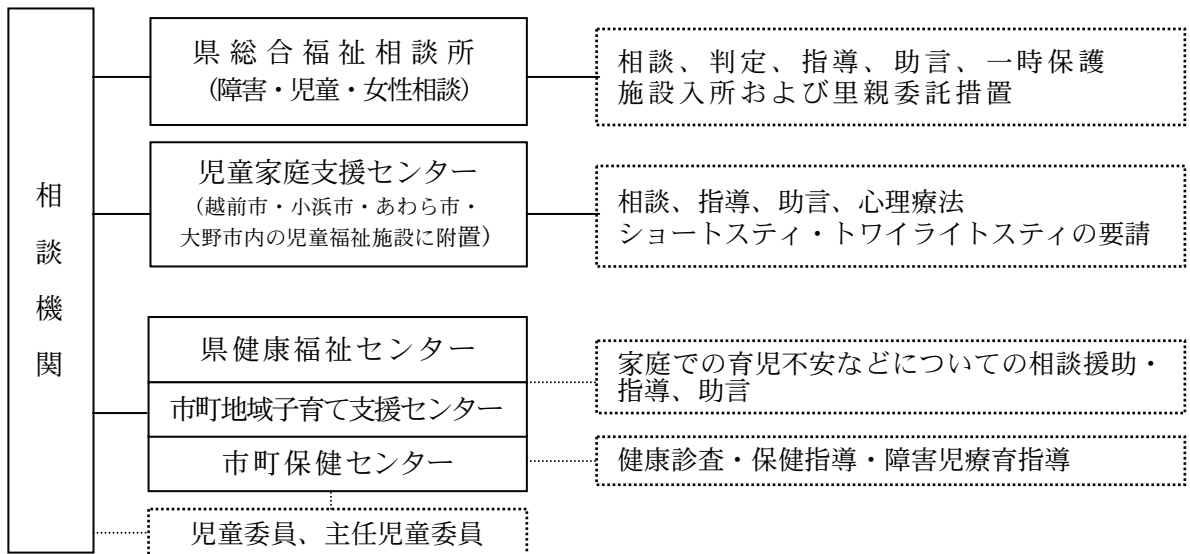 相談機関
県総合福祉相談所
(障害・児童・女性相談)
相談、判定、指導、助言、一時保護
施設入所および里親委託措置
児童家庭支援センター
(越前市・小浜市・あわら市・
大野市内の児童福祉施設に附置)
相談、指導、助言、心理療法
ショートスティ・トワイライトスティの要請
県健康福祉センター
家庭での育児不安などについての相談援助・
指導、助言
市町地域子育て支援センター
市町保健センター
健康診査・保健指導・障害児療育指導
児童委員、主任児童委員